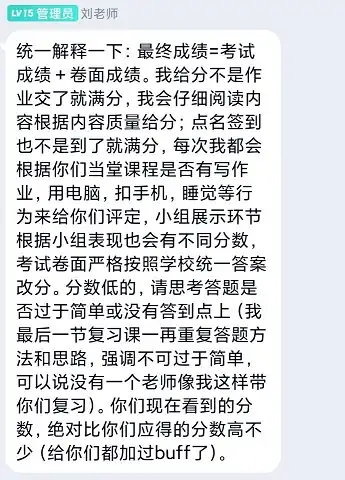 LV15 管理员 刘老师
统一解释一下：最终成绩=考试
成绩＋卷面成绩。我给分不是作
业交了就满分，我会仔细阅读内
容根据内容质量给分；点名签到
也不是到了就满分，每次我都会
根据你们当堂课程是否有写作
业，用电脑，扣手机，睡觉等行
为来给你们评定，小组展示环节
根据小组表现也会有不同分数，
考试卷面严格按照学校统一答案
改分。分数低的，请思考答题是
否过于简单或没有答到点上（我
最后一节复习课一再重复答题方
法和思路，强调不可过于简单，
可以说没有一个老师像我这样带
你们复习）。你们现在看到的分
数，绝对比你们应得的分数高不
少（给你们都加过buff了）。